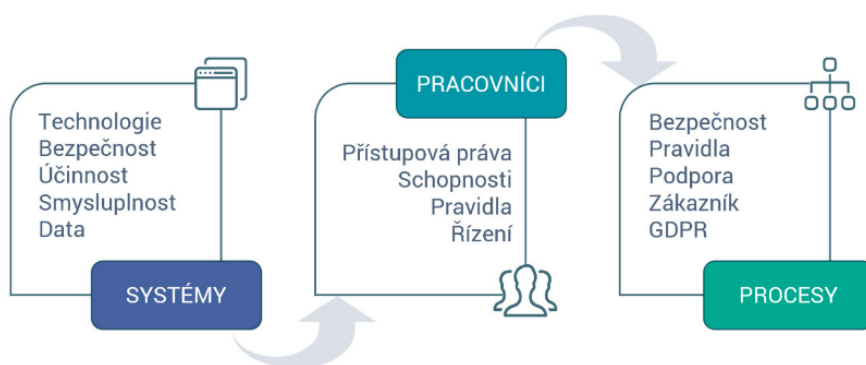 Technologie
Bezpečnost
Účinnost
Smysluplnost
Data
SYSTÉMY
PRACOVNÍCI
Přístupová práva
Schopnosti
Pravidla
Řízení
Bezpečnost
Pravidla
Podpora
Zákazník
GDPR
PROCESY